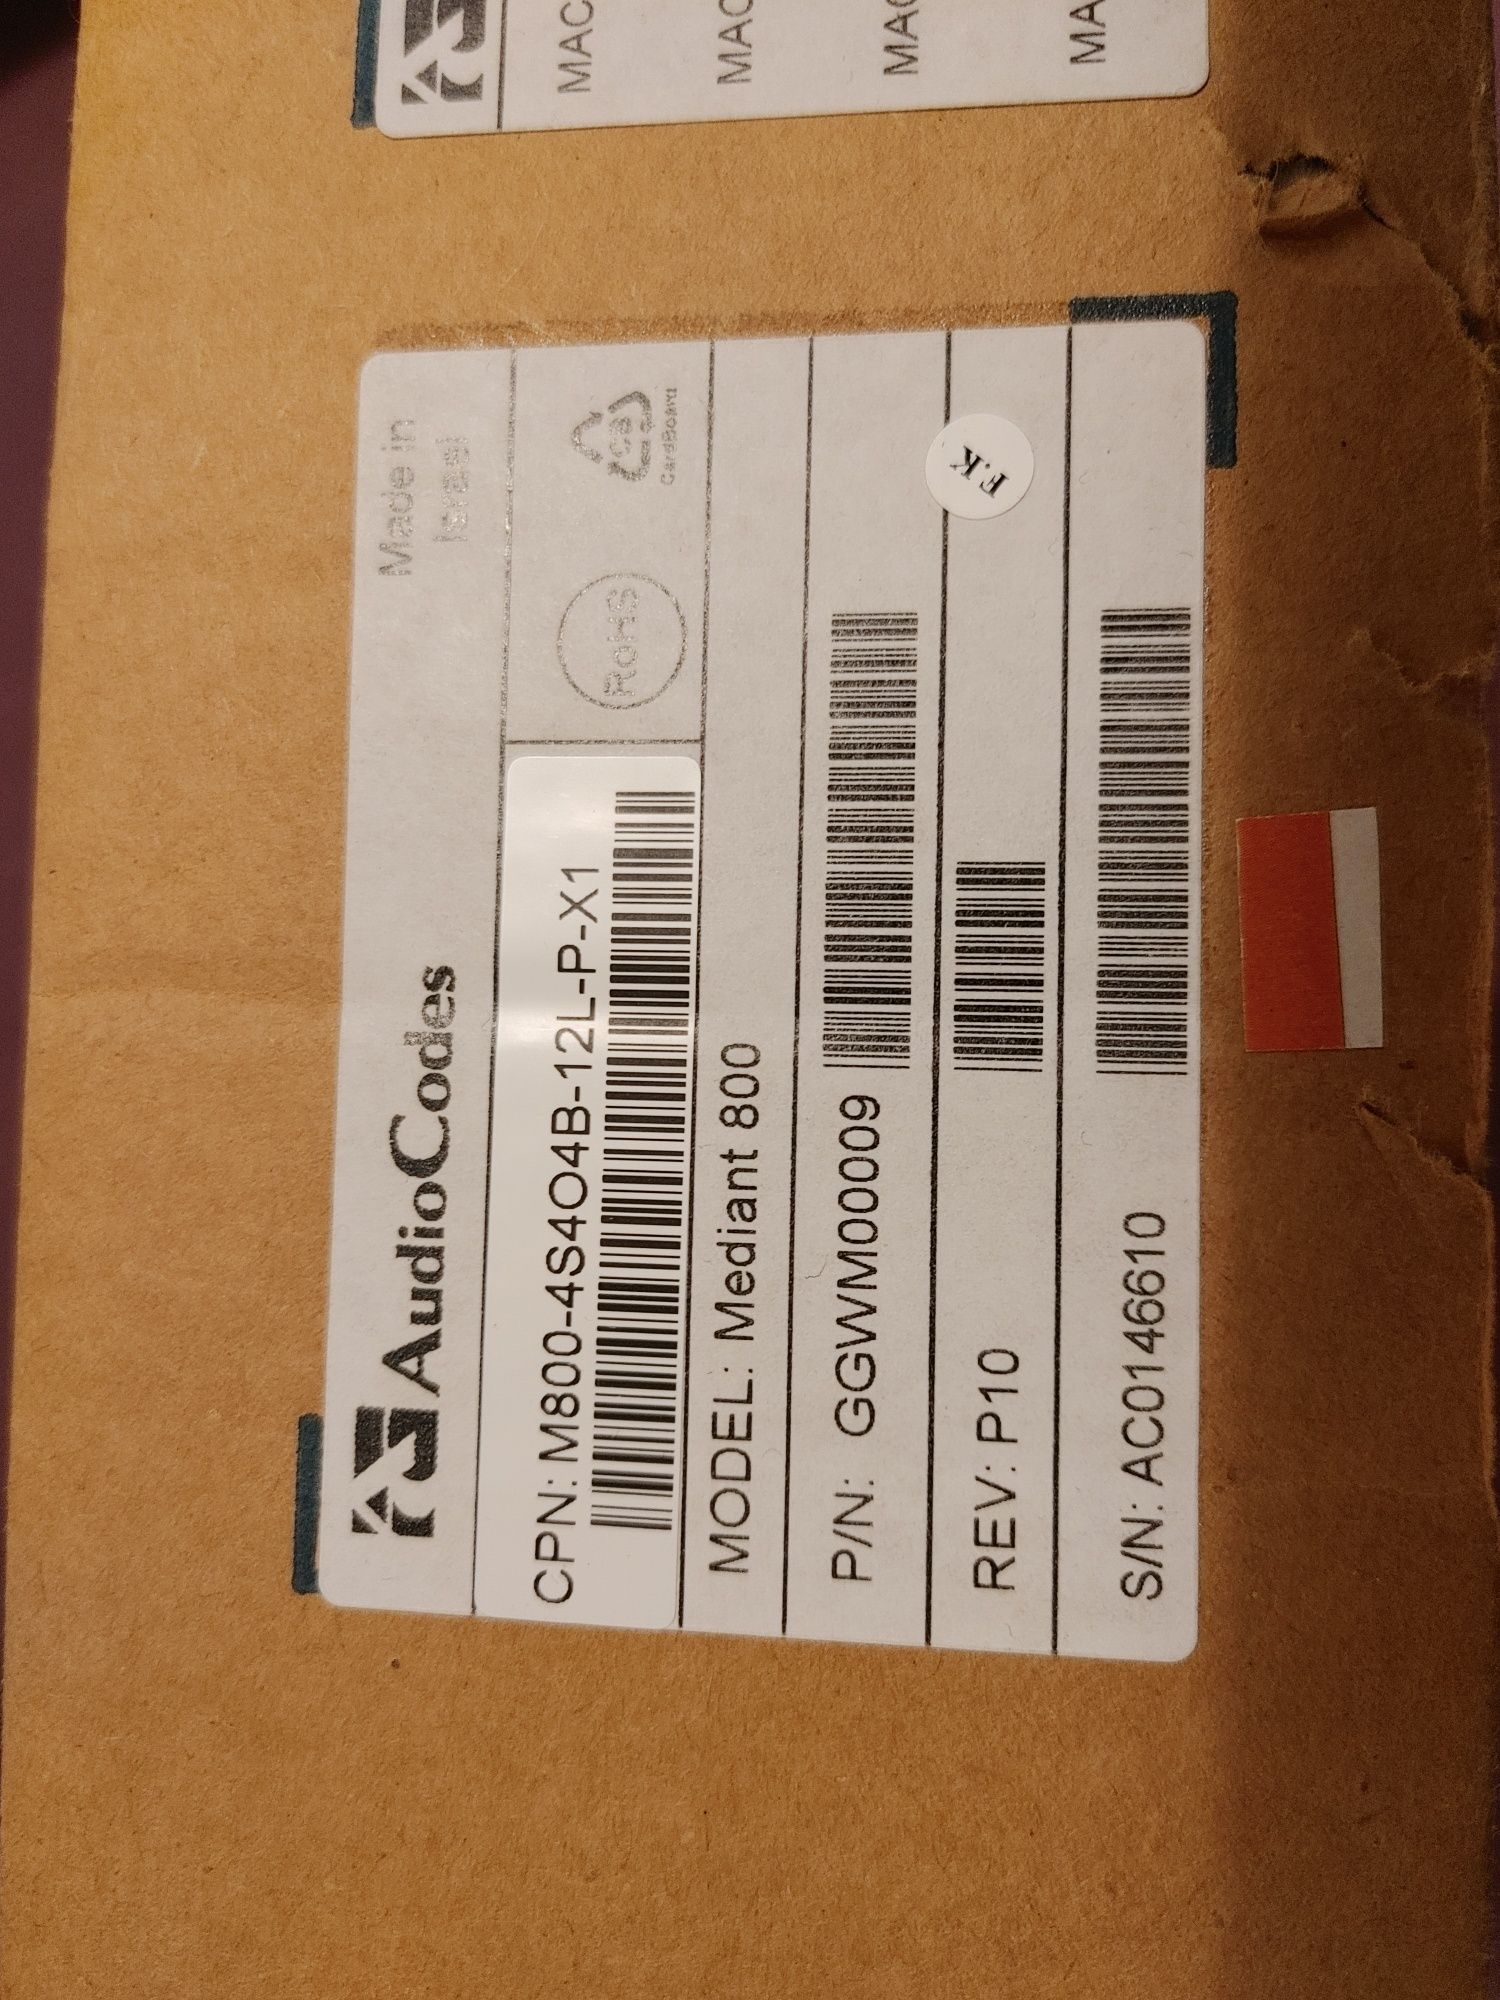 AudioCodes
Made in
Israel
CPN: M800-4S4O4B-12L-P-X1
RoHS
CardBoard
MODEL: Mediant 800
P/N: GGWM00009
REV: P10
F.K
S/N: AC0146610
MAC
MAC
MAC
MA